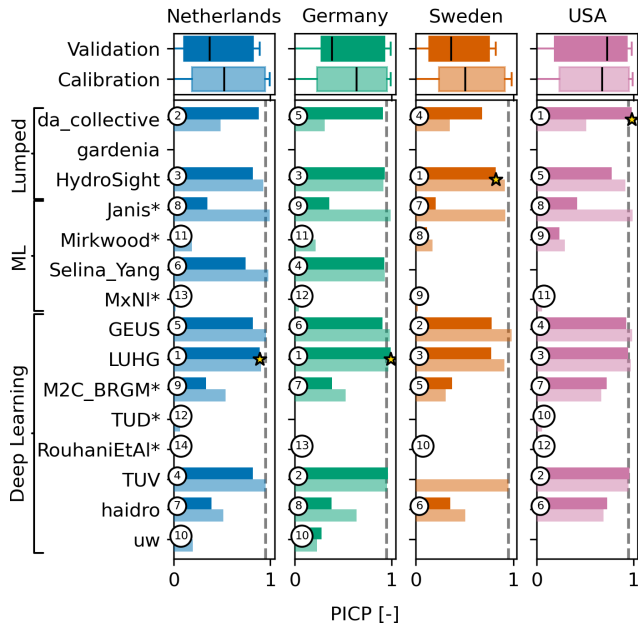 Netherlands Germany Sweden USA
Validation
Calibration
Lumped
da_collective 2 5 4 1
gardenia
HydroSight 3 3 1 5
ML
Janis* 8 9 7 8
Mirkwood* 11 11 8 9
Selina_Yang 6 4
MxNl* 13 12 9 11
Deep Learning
GEUS 5 6 2 4
LUHG 1 1 3 3
M2C_BRGM* 9 7 5 7
TUD* 12 10
RouhaniEtAl* 14 13 10 12
TUV 4 2 2
haidro 7 8 6 6
uw 10 10
0 1 0 1 0 1 0 1
PICP [-]